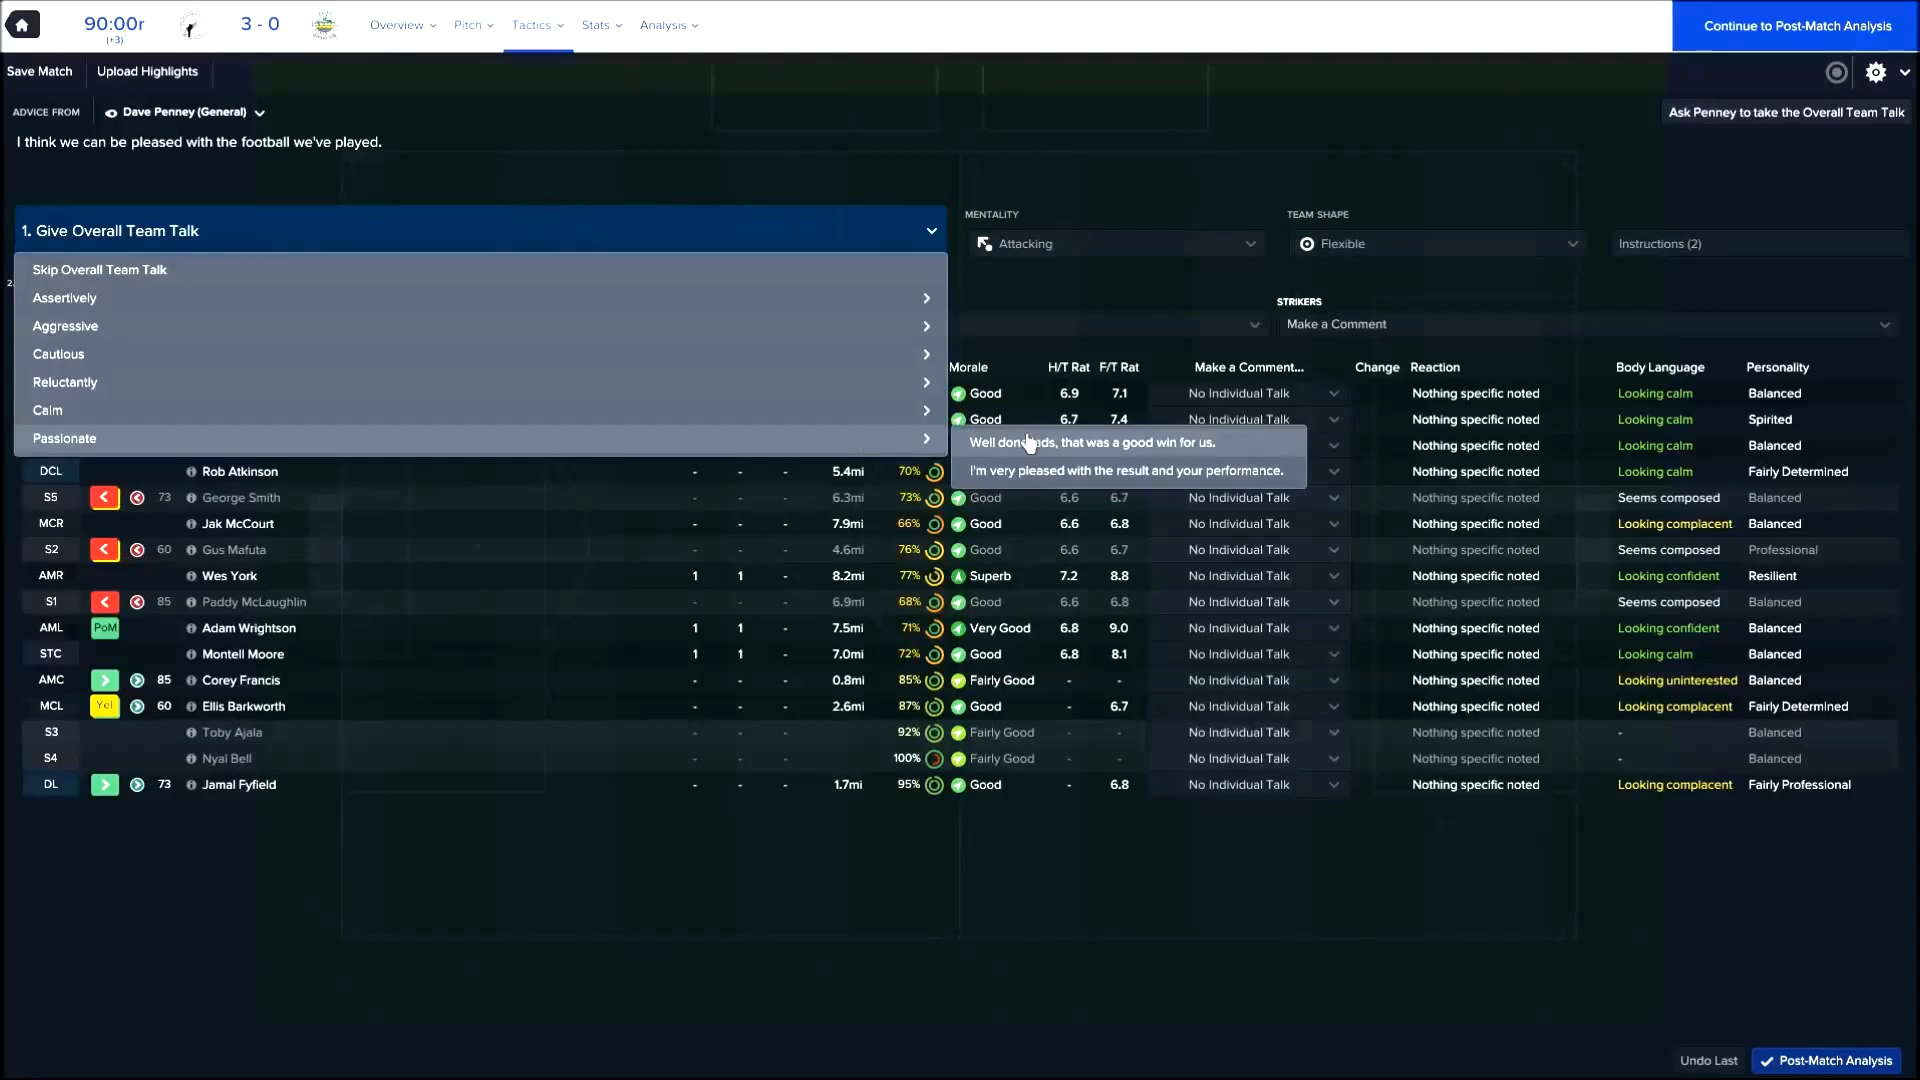 90:00r
(+3)
3 - 0
Overview
Pitch
Tactics
Stats
Analysis
Continue to Post-Match Analysis
Save Match
Upload Highlights
ADVICE FROM
Dave Penney (General)
Ask Penney to take the Overall Team Talk
I think we can be pleased with the football we've played.
1. Give Overall Team Talk
MENTALITY
Attacking
TEAM SHAPE
Flexible
Instructions (2)
Skip Overall Team Talk
Assertively
Aggressive
Cautious
Reluctantly
Calm
Passionate
2.
STRIKERS
Make a Comment
Morale H/T Rat F/T Rat Make a Comment... Change Reaction Body Language Personality
Good 6.9 7.1 No Individual Talk Nothing specific noted Looking calm Balanced
Good 6.7 7.4 No Individual Talk Nothing specific noted Looking calm Spirited
Well done lads, that was a good win for us.
Nothing specific noted Looking calm Balanced
I'm very pleased with the result and your performance.
DCL Rob Atkinson - - - 5.4mi 70% Nothing specific noted Looking calm Fairly Determined
S5 73 George Smith - - - 6.3mi 73% Good 6.6 6.7 No Individual Talk Nothing specific noted Seems composed Balanced
MCR Jak McCourt - - - 7.9mi 66% Good 6.6 6.8 No Individual Talk Nothing specific noted Looking complacent Balanced
S2 60 Gus Mafuta - - - 4.6mi 76% Good 6.6 6.7 No Individual Talk Nothing specific noted Seems composed Professional
AMR Wes York 1 1 - 8.2mi 77% Superb 7.2 8.8 No Individual Talk Nothing specific noted Looking confident Resilient
S1 85 Paddy McLaughlin - - - 6.9mi 68% Good 6.6 6.8 No Individual Talk Nothing specific noted Seems composed Balanced
AML PoM Adam Wrightson 1 1 - 7.5mi 71% Very Good 6.8 9.0 No Individual Talk Nothing specific noted Looking confident Balanced
STC Montell Moore 1 1 - 7.0mi 72% Good 6.8 8.1 No Individual Talk Nothing specific noted Looking calm Balanced
AMC 85 Corey Francis - - - 0.8mi 85% Fairly Good - - No Individual Talk Nothing specific noted Looking uninterested Balanced
MCL Yel 60 Ellis Barkworth - - - 2.6mi 87% Good - 6.7 No Individual Talk Nothing specific noted Looking complacent Fairly Determined
S3 Toby Ajala - - - 92% Fairly Good - - No Individual Talk Nothing specific noted - Balanced
S4 Nyal Bell - - - 100% Fairly Good - - No Individual Talk Nothing specific noted - Balanced
DL 73 Jamal Fyfield - - - 1.7mi 95% Good - 6.8 No Individual Talk Nothing specific noted Looking complacent Fairly Professional
Undo Last
Post-Match Analysis